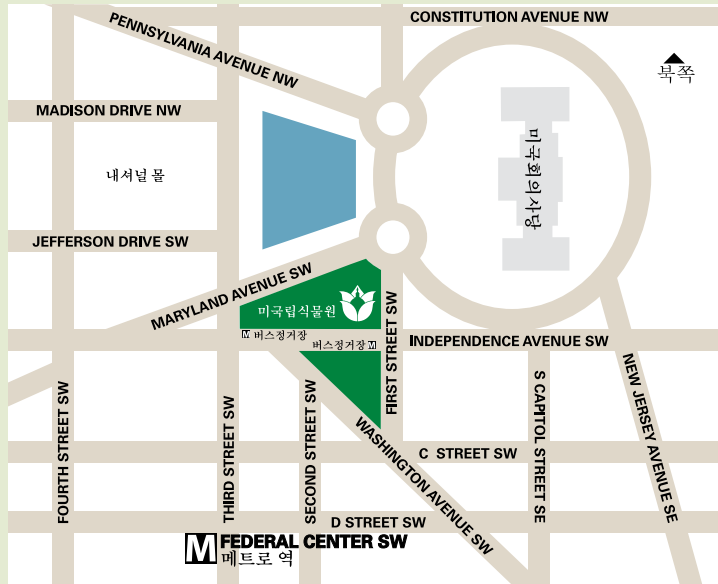 CONSTITUTION AVENUE NW
PENNSYLVANIA AVENUE NW
북쪽
MADISON DRIVE NW
미국회의사당
내셔널 몰
JEFFERSON DRIVE SW
MARYLAND AVENUE SW
미국립식물원
M 버스정거장
버스정거장 M
FIRST STREET SW
INDEPENDENCE AVENUE SW
NEW JERSEY AVENUE SE
S CAPITOL STREET SE
FOURTH STREET SW
THIRD STREET SW
SECOND STREET SW
WASHINGTON AVENUE SW
C STREET SW
D STREET SW
M FEDERAL CENTER SW
메트로 역